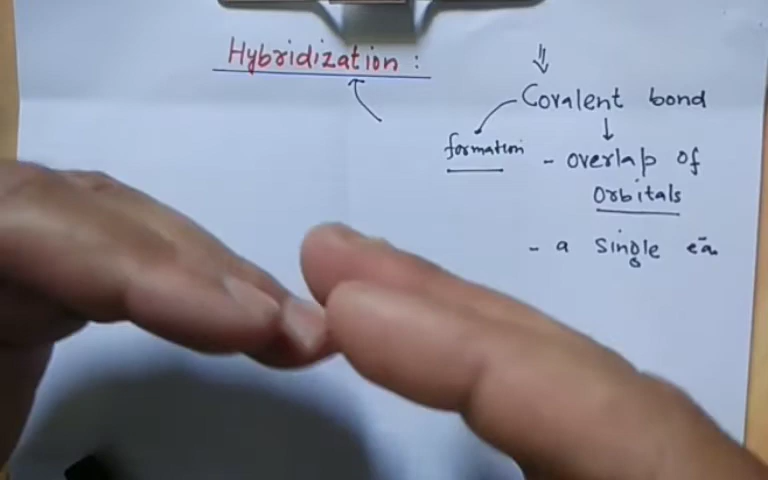 Hybridization :
Covalent bond
formation
- overlap of
Orbitals
- a single